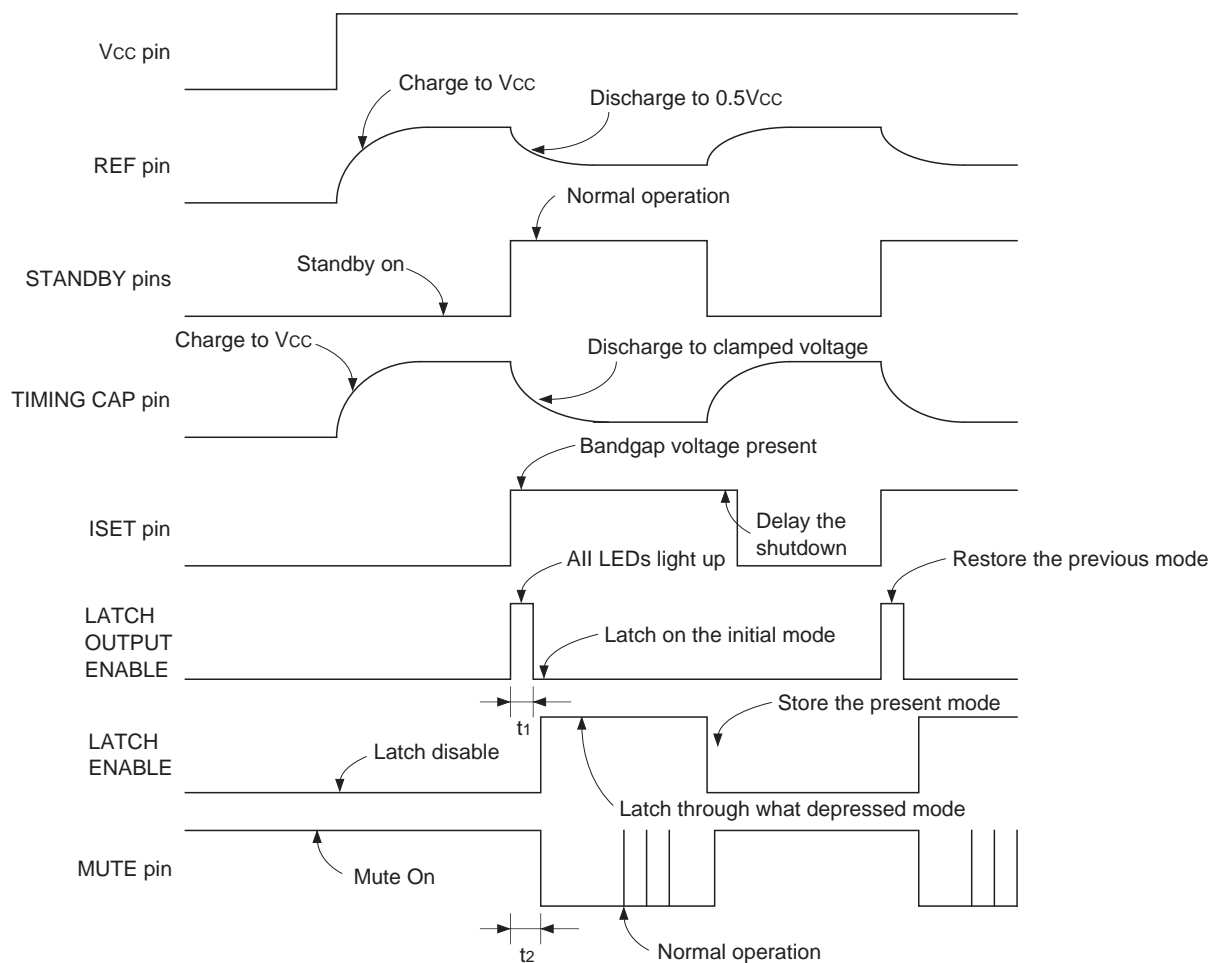 VCC pin
Charge to VCC
Discharge to 0.5VCC
REF pin
Normal operation
Standby on
STANDBY pins
Charge to VCC
Discharge to clamped voltage
TIMING CAP pin
Bandgap voltage present
ISET pin
Delay the
shutdown
All LEDs light up
Restore the previous mode
LATCH
OUTPUT
ENABLE
Latch on the initial mode
t1
Store the present mode
LATCH
ENABLE
Latch disable
Latch through what depressed mode
MUTE pin
Mute On
t2
Normal operation